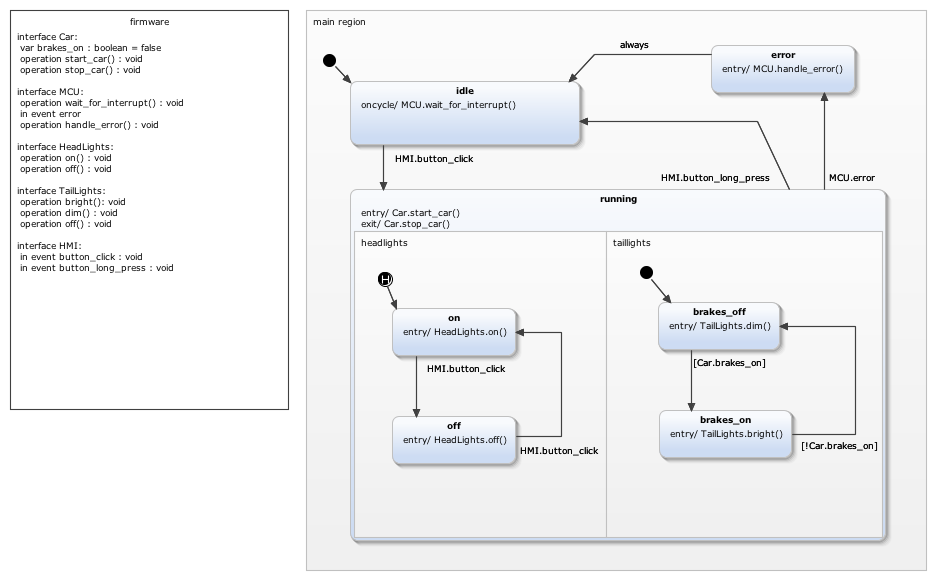 firmware
interface Car:
var brakes_on : boolean = false
operation start_car() : void
operation stop_car() : void
interface MCU:
operation wait_for_interrupt() : void
in event error
operation handle_error() : void
interface HeadLights:
operation on() : void
operation off() : void
interface TailLights:
operation bright(): void
operation dim() : void
operation off() : void
interface HMI:
in event button_click : void
in event button_long_press : void
main region
always
error
entry/ MCU.handle_error()
idle
oncycle/ MCU.wait_for_interrupt()
HMI.button_click
HMI.button_long_press
MCU.error
running
entry/ Car.start_car()
exit/ Car.stop_car()
headlights
H
on
entry/ HeadLights.on()
HMI.button_click
off
entry/ HeadLights.off()
HMI.button_click
taillights
brakes_off
entry/ TailLights.dim()
[Car.brakes_on]
brakes_on
entry/ TailLights.bright()
[!Car.brakes_on]